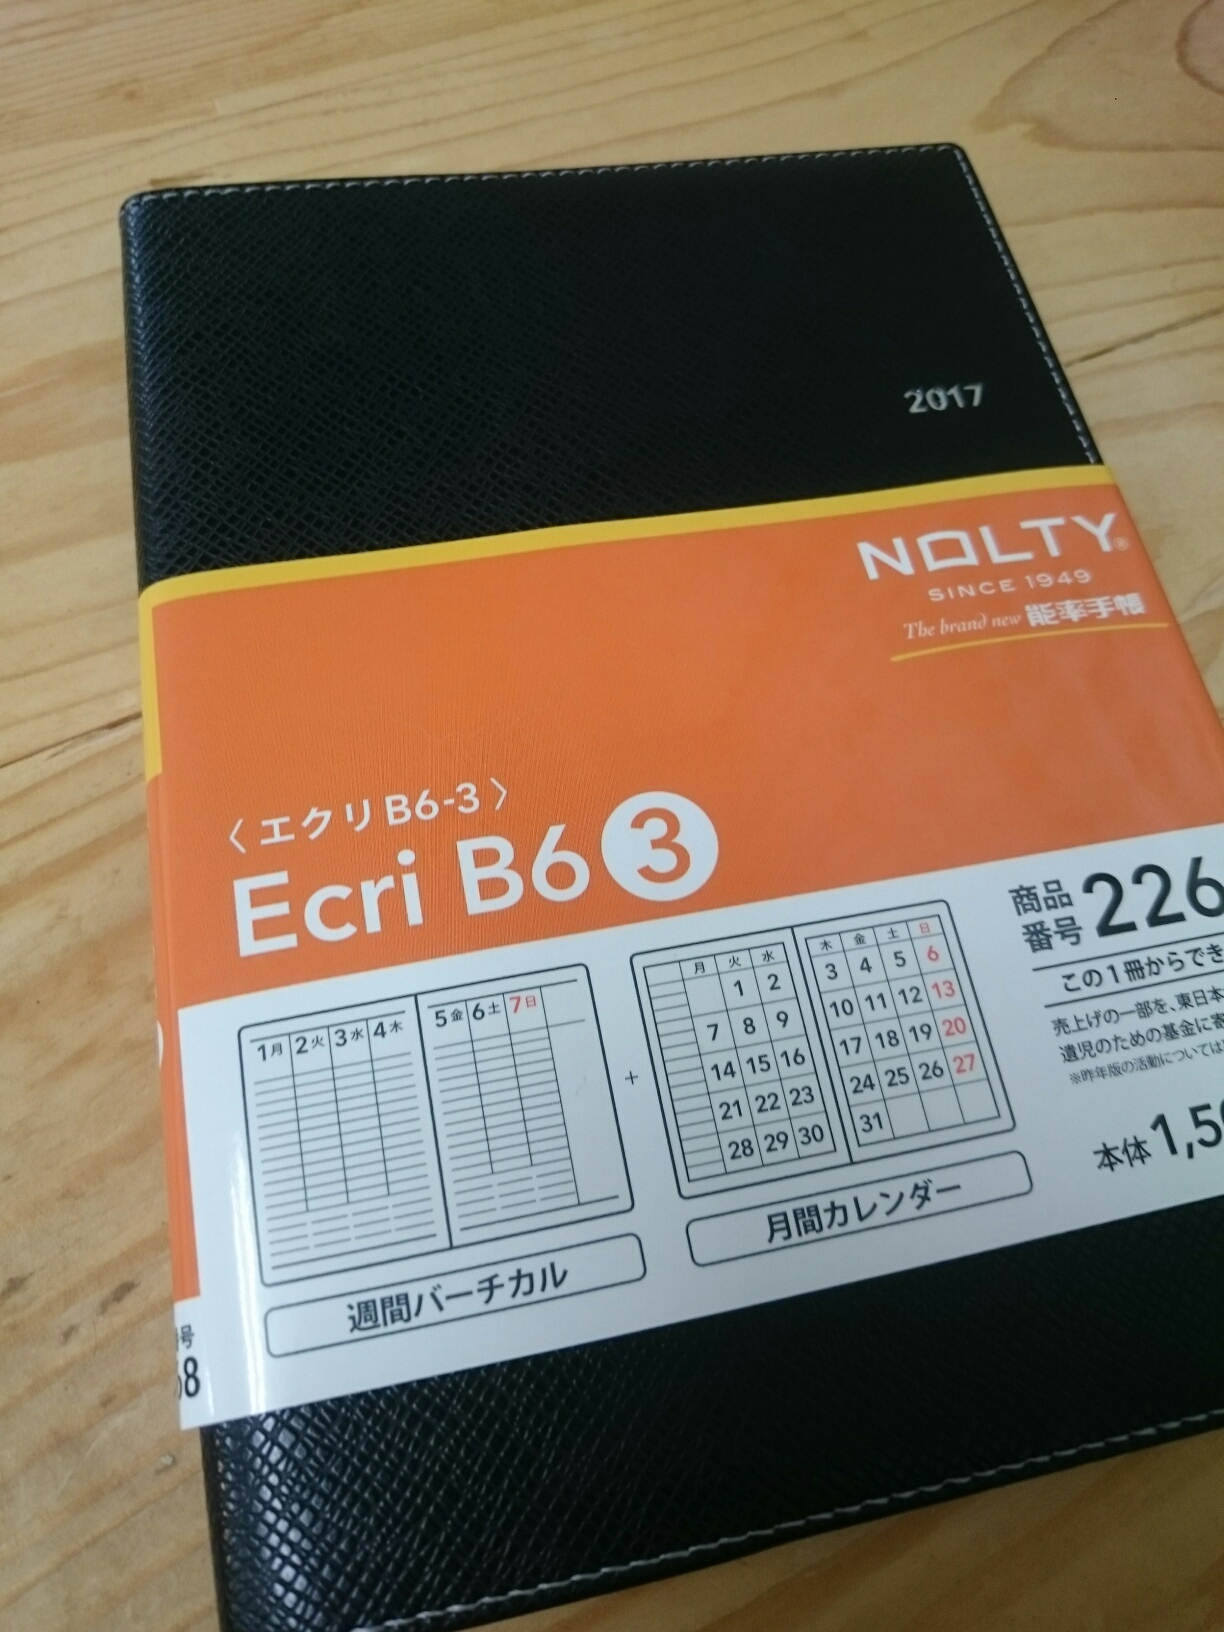 2017
NOLTY®
SINCE 1949
The brand new 能率手帳
〈エクリB6-3〉
Ecri B6 3
商品
番号 226
この1冊からでき
売上げの一部を、東日本
遺児のための基金に寄
※昨年版の活動については
本体 1,5
1月 2火 3水 4木 5金 6土 7日
+
月 火 水 木 金 土 日
1 2 3 4 5 6
7 8 9 10 11 12 13
14 15 16 17 18 19 20
21 22 23 24 25 26 27
28 29 30 31
週間バーチカル
月間カレンダー
号
68